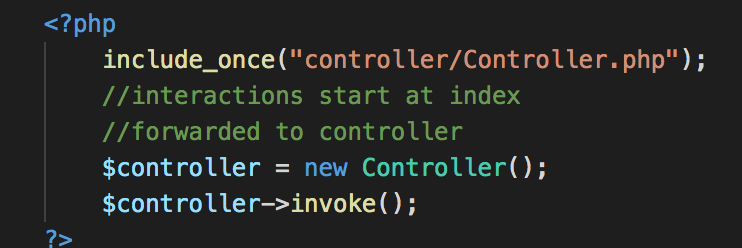 <?php
include_once("controller/Controller.php");
//interactions start at index
//forwarded to controller
$controller = new Controller();
$controller->invoke();
?>